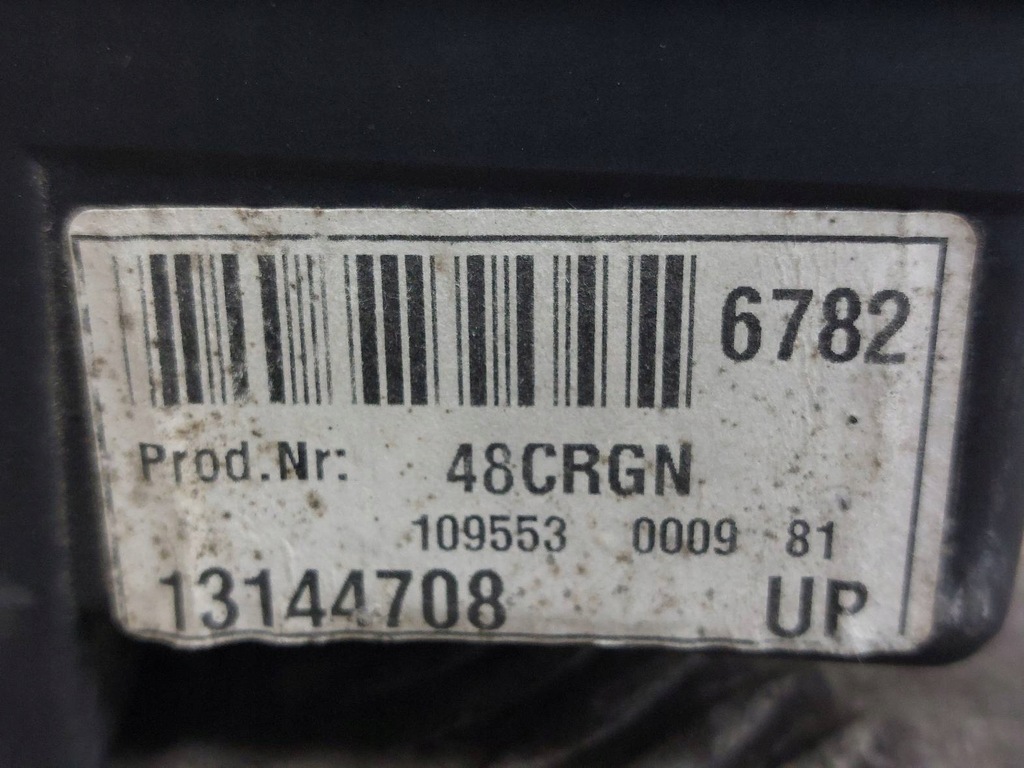 6782
Prod.Nr: 48CRGN
109553 0009 81
13144708 UP